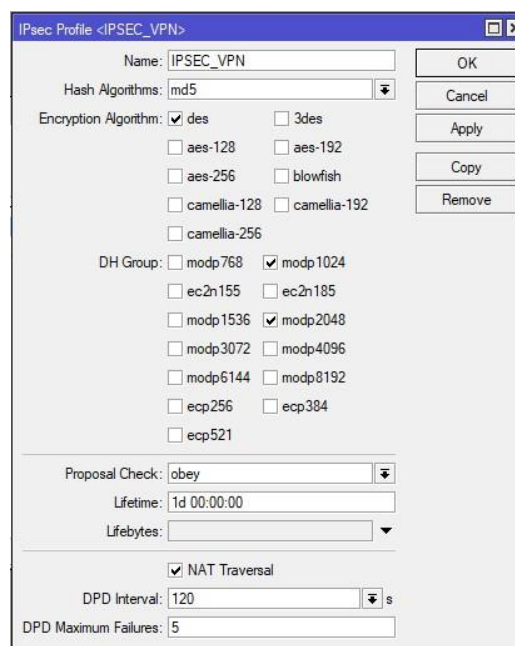 IPsec Profile <IPSEC_VPN>
Name: IPSEC_VPN
OK
Hash Algorithms: md5
Cancel
Encryption Algorithm: des 3des
Apply
aes-128 aes-192
aes-256 blowfish
Copy
camellia-128 camellia-192
Remove
camellia-256
DH Group: modp768 modp1024
ec2n155 ec2n185
modp1536 modp2048
modp3072 modp4096
modp6144 modp8192
ecp256 ecp384
ecp521
Proposal Check: obey
Lifetime: 1d 00:00:00
Lifebytes:
NAT Traversal
DPD Interval: 120 s
DPD Maximum Failures: 5